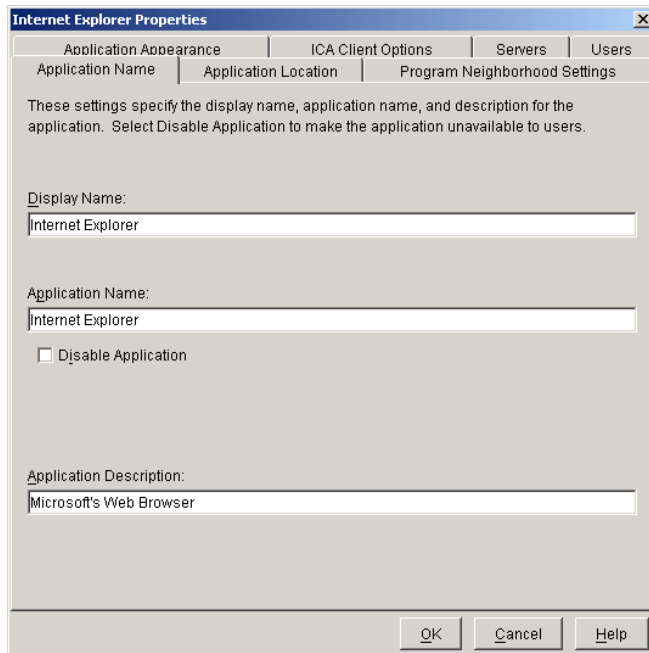 Internet Explorer Properties
Application Appearance ICA Client Options Servers Users
Application Name Application Location Program Neighborhood Settings
These settings specify the display name, application name, and description for the
application. Select Disable Application to make the application unavailable to users.
Display Name:
Internet Explorer
Application Name:
Internet Explorer
Disable Application
Application Description:
Microsoft's Web Browser
OK Cancel Help